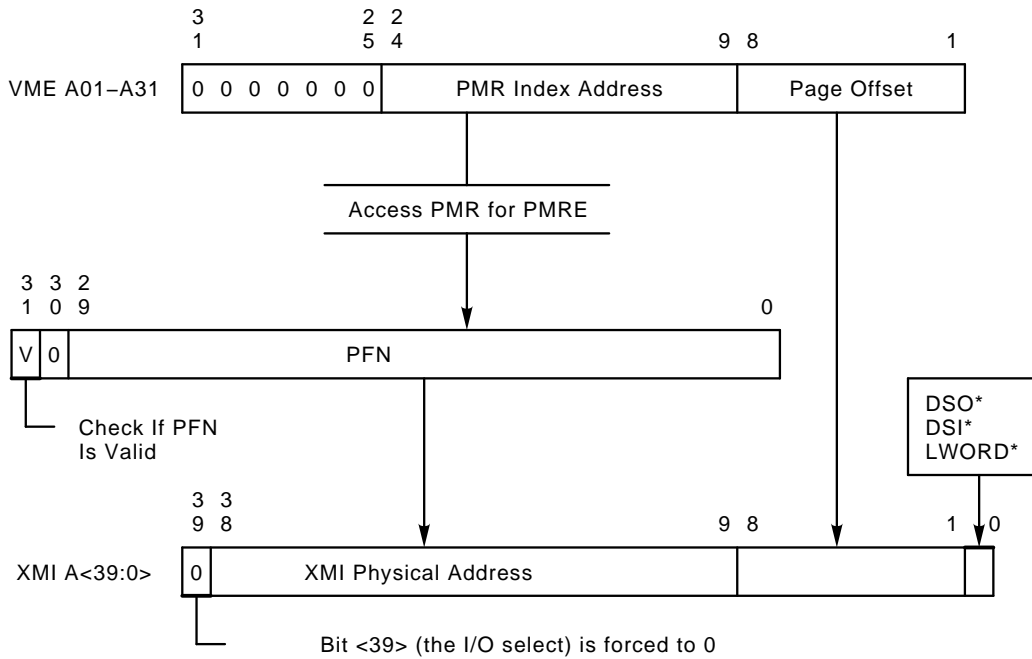 3 2 2
1 5 4 9 8 1
VME A01–A31 0 0 0 0 0 0 0 PMR Index Address Page Offset
Access PMR for PMRE
3 3 2
1 0 9 0
V 0 PFN
Check If PFN
Is Valid
DSO*
DSI*
LWORD*
3 3
9 8 9 8 1 0
XMI A<39:0> 0 XMI Physical Address
Bit <39> (the I/O select) is forced to 0